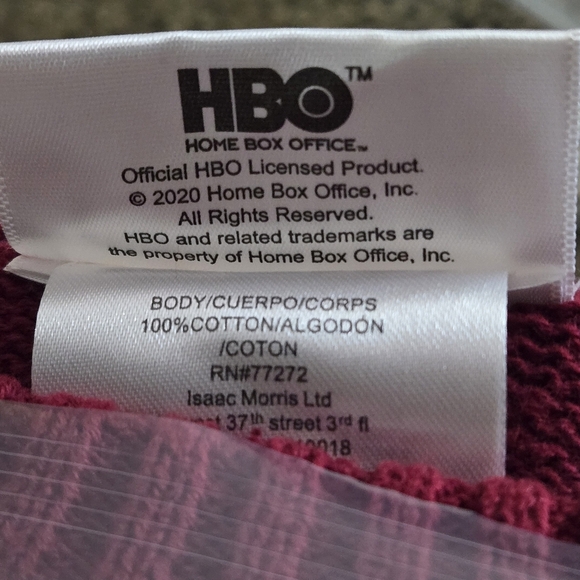 HBO™
HOME BOX OFFICE™
Official HBO Licensed Product.
© 2020 Home Box Office, Inc.
All Rights Reserved.
HBO and related trademarks are
the property of Home Box Office, Inc.
BODY/CUERPO/CORPS
100%COTTON/ALGODÓN
/COTON
RN#77272
Isaac Morris Ltd
37th street 3rd fl